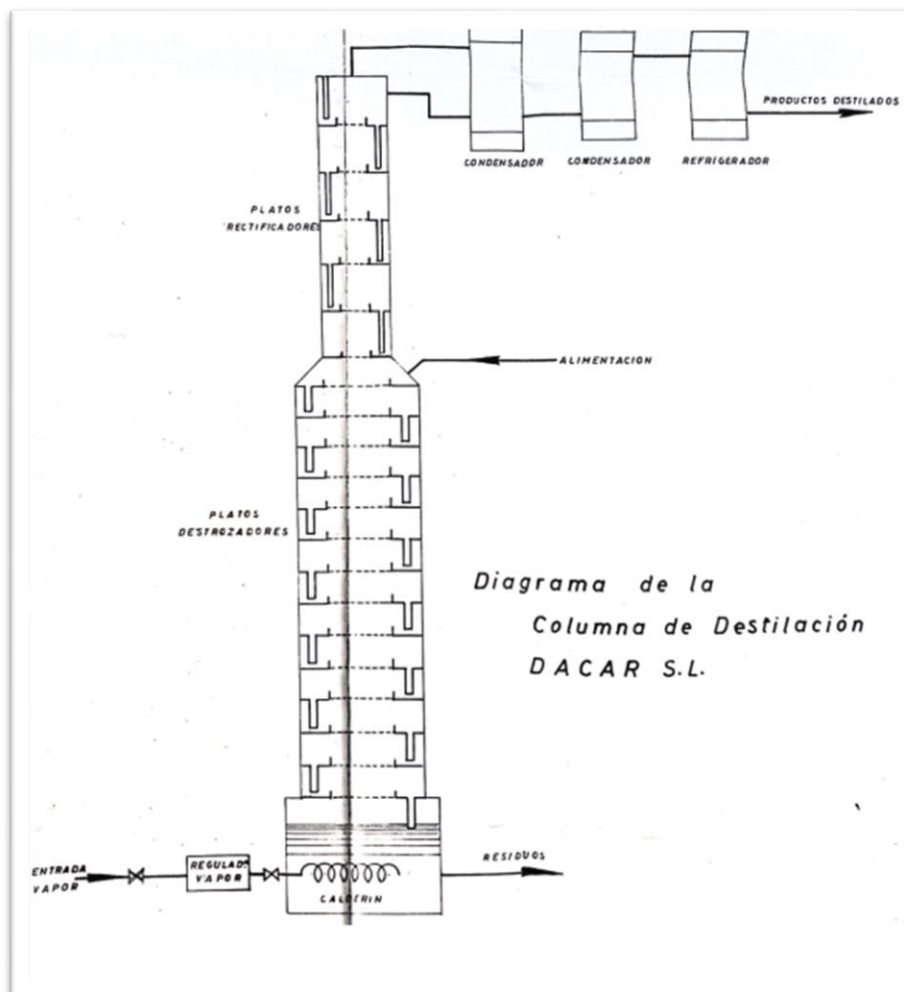 PRODUCTOS DESTILADOS
CONDENSADOR
CONDENSADOR
REFRIGERADOR
PLATOS
RECTIFICADORES
ALIMENTACION
PLATOS
DESTROZADORES
Diagrama de la
Columna de Destilación
DACAR S.L.
RESIDUOS
ENTRADA
VAPOR
REGULAD.
VAPOR
CALDERIN